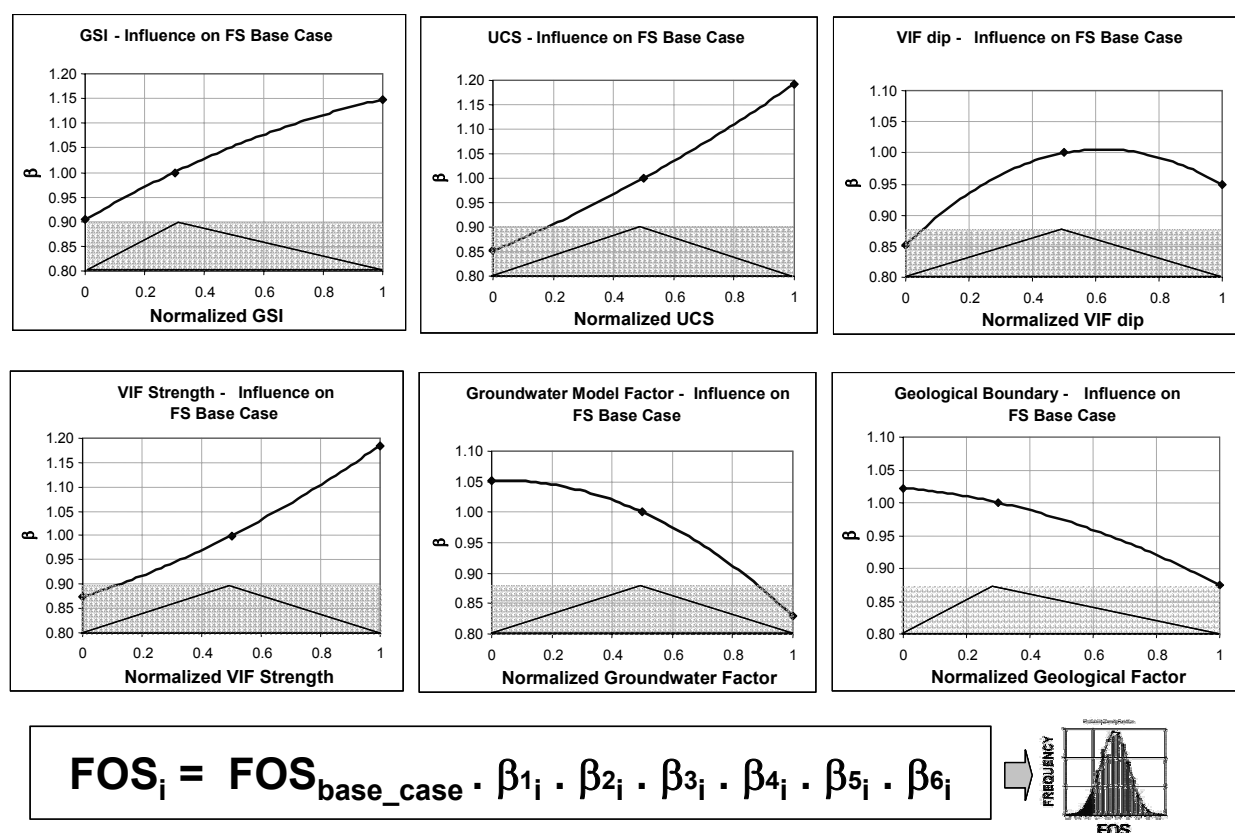 GSI - Influence on FS Base Case
1.20
1.15
1.10
1.05
1.00
0.95
0.90
0.85
0.80
β
0 0.2 0.4 0.6 0.8 1
Normalized GSI
UCS - Influence on FS Base Case
1.20
1.15
1.10
1.05
1.00
0.95
0.90
0.85
0.80
β
0 0.2 0.4 0.6 0.8 1
Normalized UCS
VIF dip - Influence on FS Base Case
1.10
1.05
1.00
0.95
0.90
0.85
0.80
β
0 0.2 0.4 0.6 0.8 1
Normalized VIF dip
VIF Strength - Influence on
FS Base Case
1.20
1.15
1.10
1.05
1.00
0.95
0.90
0.85
0.80
β
0 0.2 0.4 0.6 0.8 1
Normalized VIF Strength
Groundwater Model Factor - Influence on
FS Base Case
1.10
1.05
1.00
0.95
0.90
0.85
0.80
β
0 0.2 0.4 0.6 0.8 1
Normalized Groundwater Factor
Geological Boundary - Influence on
FS Base Case
1.10
1.05
1.00
0.95
0.90
0.85
0.80
β
0 0.2 0.4 0.6 0.8 1
Normalized Geological Factor
FOSi = FOSbase_case . β1i . β2i . β3i . β4i . β5i . β6i
FREQUENCY
FOS